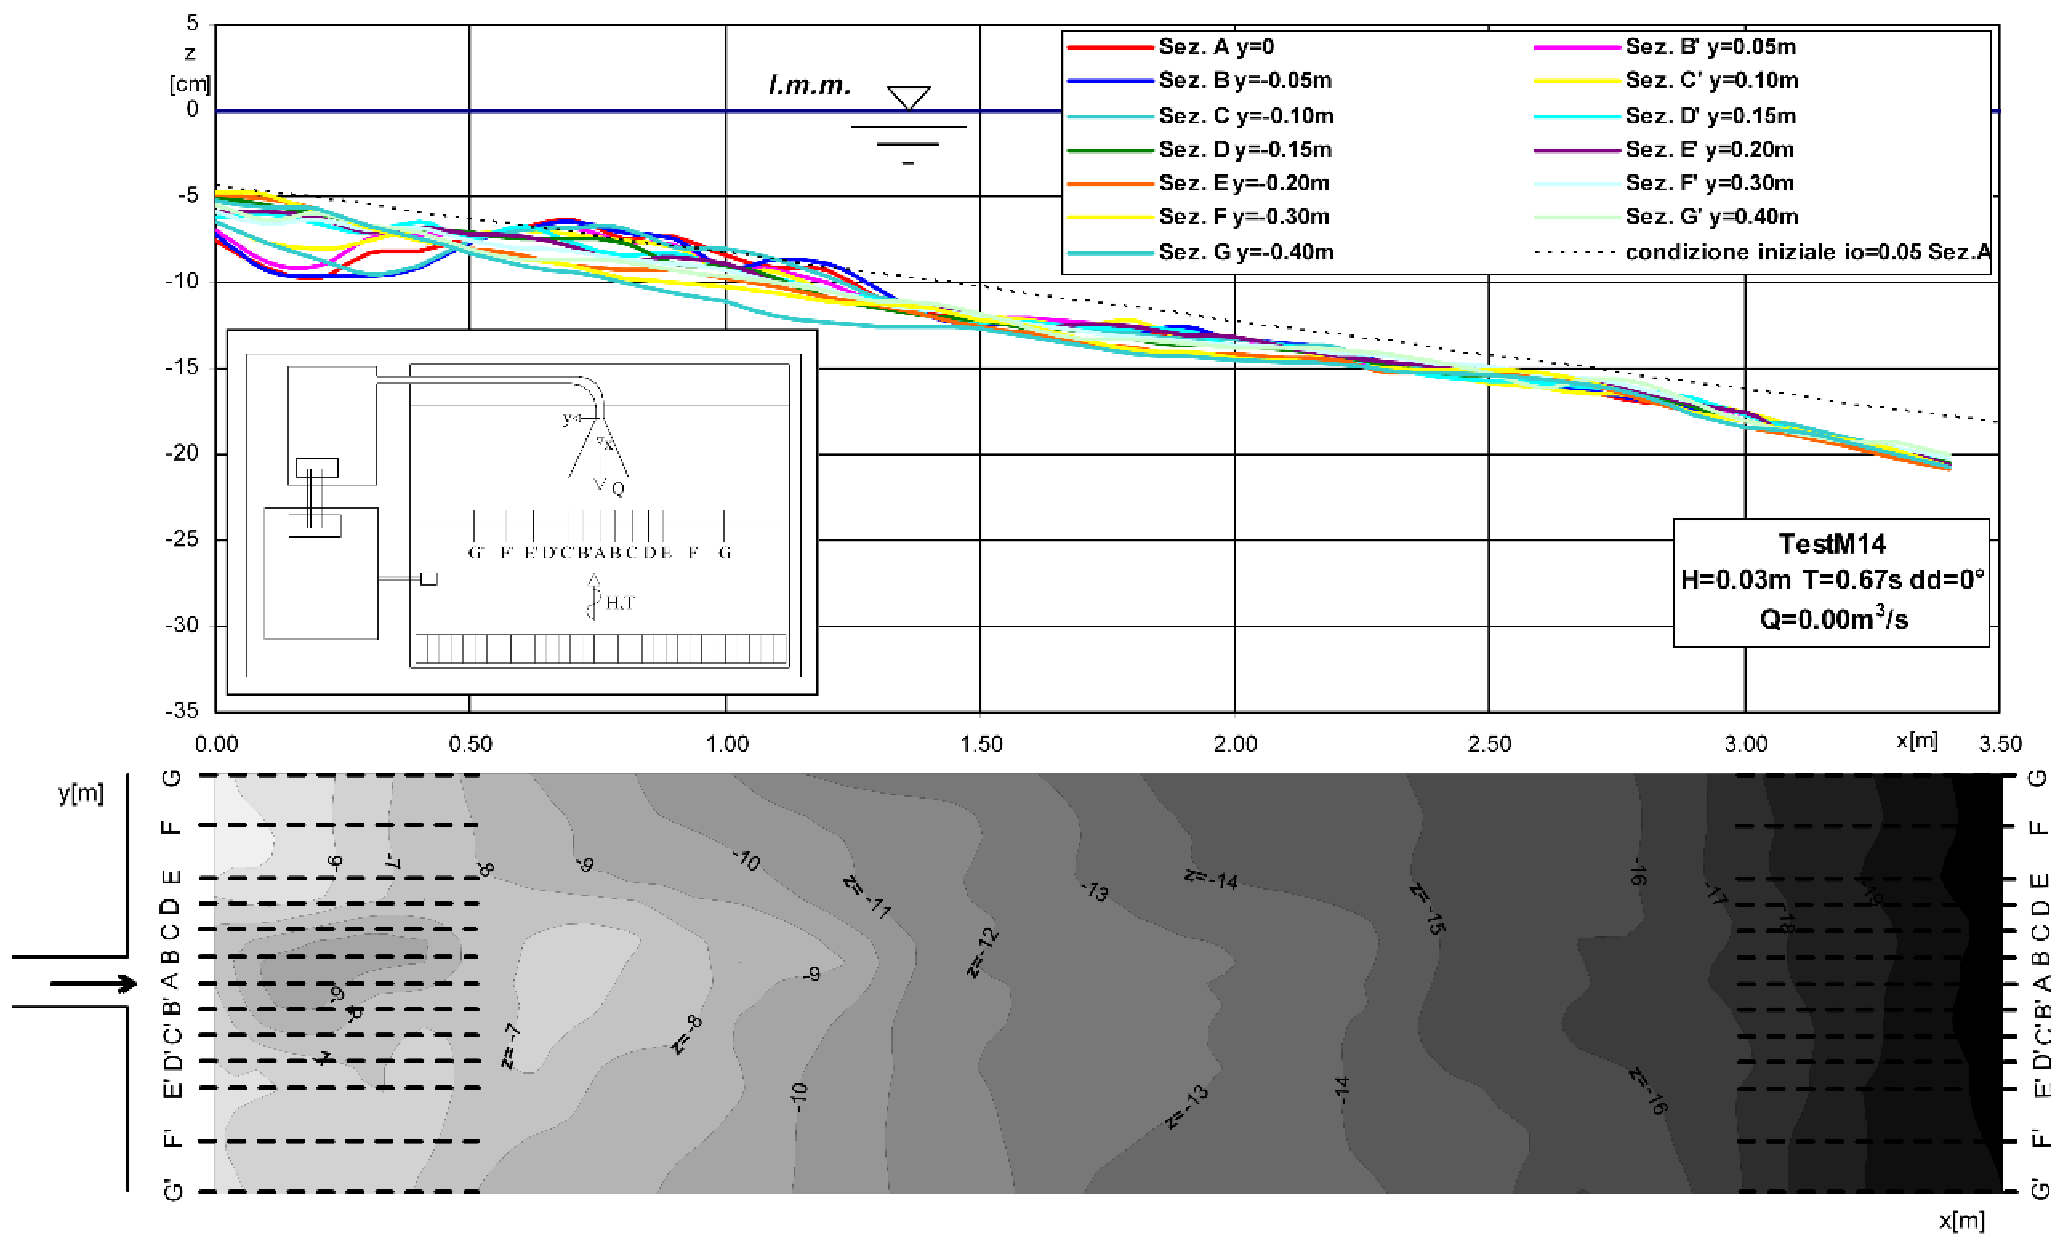 5
z
[cm]
0
-5
-10
-15
-20
-25
-30
-35
l.m.m.
Sez. A y=0
Sez. B y=-0.05m
Sez. C y=-0.10m
Sez. D y=-0.15m
Sez. E y=-0.20m
Sez. F y=-0.30m
Sez. G y=-0.40m
Sez. B' y=0.05m
Sez. C' y=0.10m
Sez. D' y=0.15m
Sez. E' y=0.20m
Sez. F' y=0.30m
Sez. G' y=0.40m
condizione iniziale io=0.05 Sez.A
y
x
Q
G' F' E' D' C' B' A B C D E F G
H,T
TestM14
H=0.03m T=0.67s dd=0°
Q=0.00m³/s
0.00 0.50 1.00 1.50 2.00 2.50 3.00 x[m] 3.50
y[m]
G
F
E
D
C
B
A
B'
C'
D'
E'
F'
G'
-7
-8
-9
-10
z=-11
z=-12
-13
z=-14
z=-15
-16
-17
-18
-19
-9
-8
z=-7
z=-8
-9
-10
z=-13
-14
z=-16
G
F
E
D
C
B
A
B'
C'
D'
E'
F'
G'
x[m]